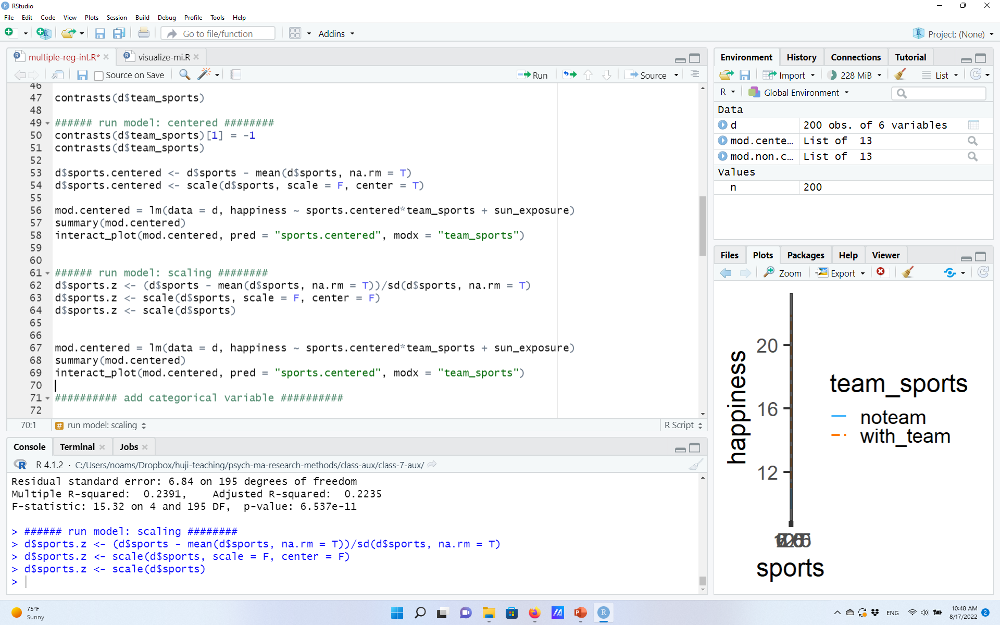 RStudio
File Edit Code View Plots Session Build Debug Profile Tools Help
Go to file/function Addins Project: (None)
multiple-reg-int.R* visualize-mi.R
Source on Save Run Source
46
47 contrasts(d$team_sports)
48
49 ###### run model: centered ########
50 contrasts(d$team_sports)[1] = -1
51 contrasts(d$team_sports)
52
53 d$sports.centered <- d$sports - mean(d$sports, na.rm = T)
54 d$sports.centered <- scale(d$sports, scale = F, center = T)
55
56 mod.centered = lm(data = d, happiness ~ sports.centered*team_sports + sun_exposure)
57 summary(mod.centered)
58 interact_plot(mod.centered, pred = "sports.centered", modx = "team_sports")
59
60
61 ###### run model: scaling ########
62 d$sports.z <- (d$sports - mean(d$sports, na.rm = T))/sd(d$sports, na.rm = T)
63 d$sports.z <- scale(d$sports, scale = F, center = F)
64 d$sports.z <- scale(d$sports)
65
66
67 mod.centered = lm(data = d, happiness ~ sports.centered*team_sports + sun_exposure)
68 summary(mod.centered)
69 interact_plot(mod.centered, pred = "sports.centered", modx = "team_sports")
70
71 ########## add categorical variable ##########
72
70:1 # run model: scaling R Script
Console Terminal Jobs
R 4.1.2 · C:/Users/noams/Dropbox/huji-teaching/psych-ma-research-methods/class-aux/class-7-aux/
Residual standard error: 6.84 on 195 degrees of freedom
Multiple R-squared:  0.2391,    Adjusted R-squared:  0.2235
F-statistic: 15.32 on 4 and 195 DF,  p-value: 6.537e-11
> ###### run model: scaling ########
> d$sports.z <- (d$sports - mean(d$sports, na.rm = T))/sd(d$sports, na.rm = T)
> d$sports.z <- scale(d$sports, scale = F, center = F)
> d$sports.z <- scale(d$sports)
>
Environment History Connections Tutorial
Import 228 MiB List
R Global Environment
Data
d 200 obs. of 6 variables
mod.cente… List of  13
mod.non.c… List of  13
Values
n 200
Files Plots Packages Help Viewer
Zoom Export
happiness
20
16
12
sports
team_sports
noteam
with_team
75°F
Sunny
ENG
10:48 AM
8/17/2022
2